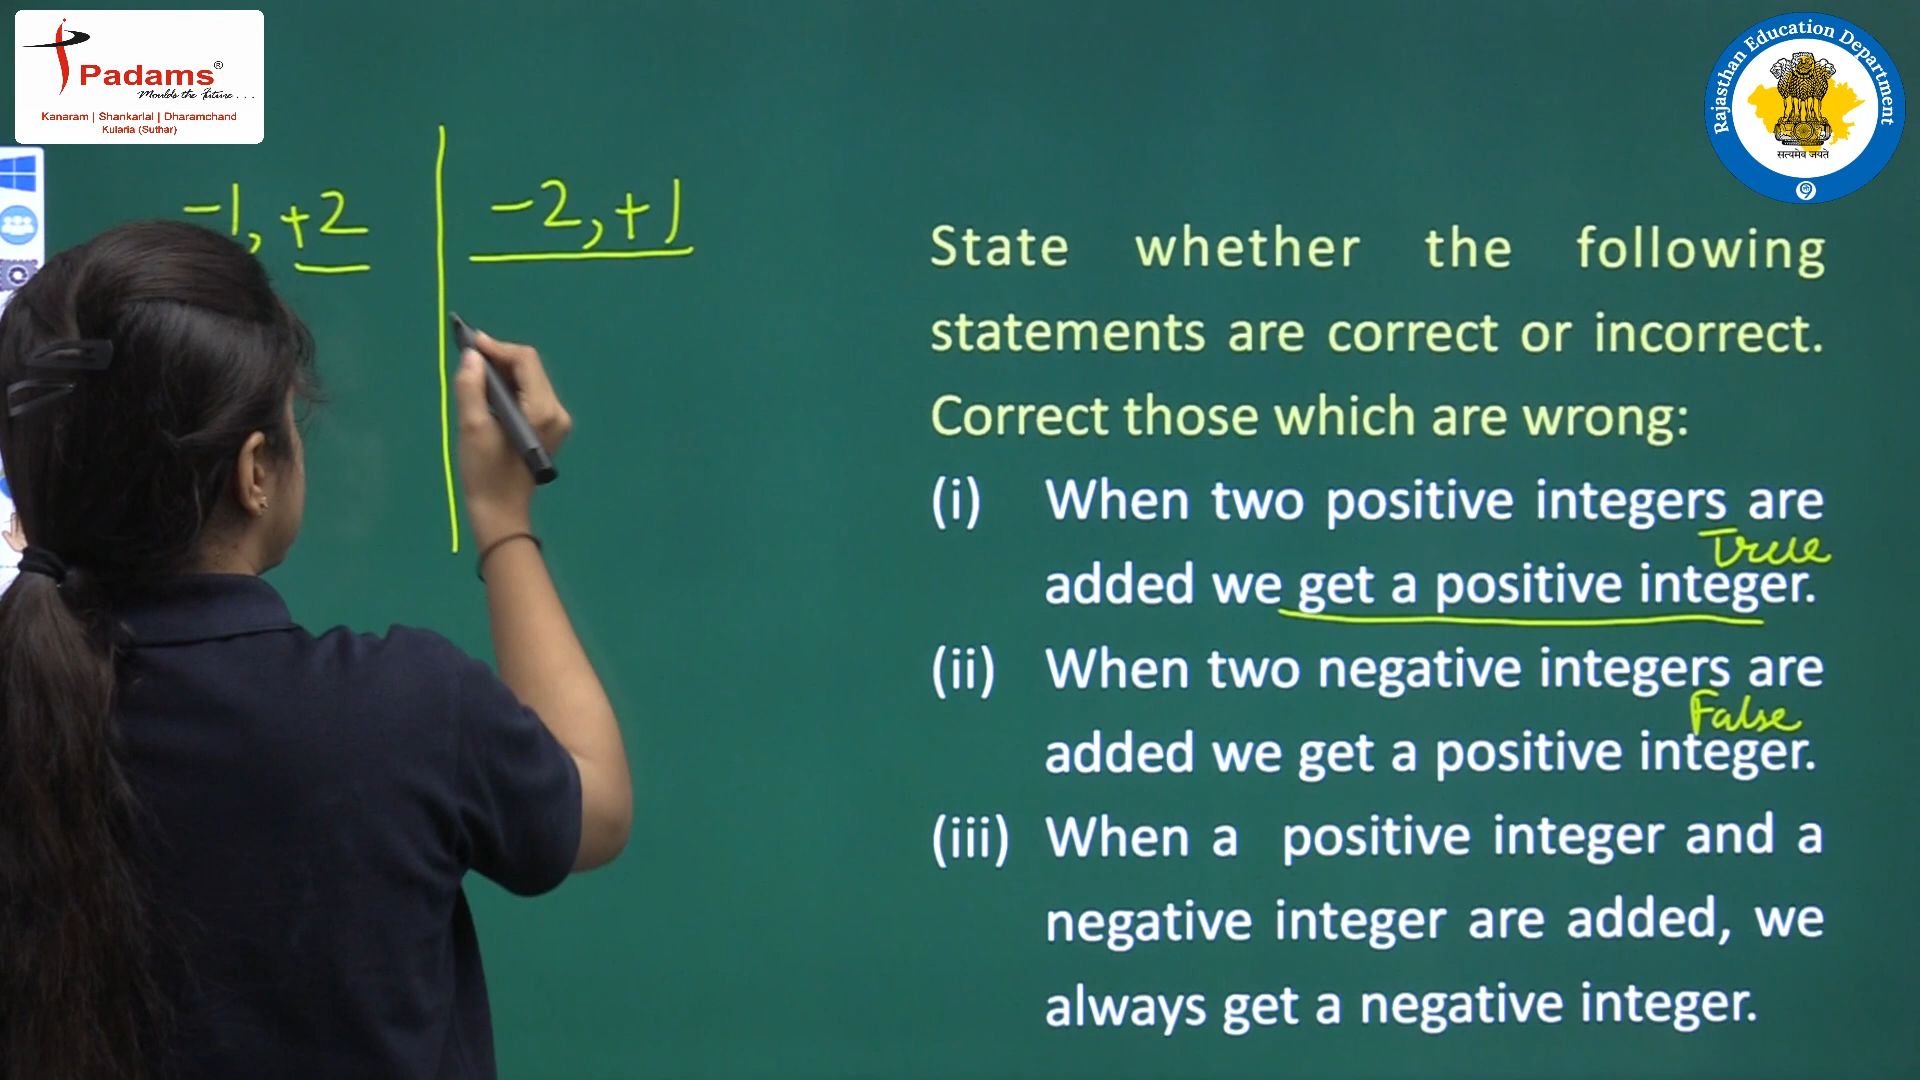 Padams®
Moulds the Future . . .
Kanaram | Shankarlal | Dharamchand
Kularia (Suthar)
Rajasthan Education Department
सत्यमेव जयते
-1, +2
-2, +1
State whether the following
statements are correct or incorrect.
Correct those which are wrong:
(i) When two positive integers are
True
added we get a positive integer.
(ii) When two negative integers are
False
added we get a positive integer.
(iii) When a positive integer and a
negative integer are added, we
always get a negative integer.